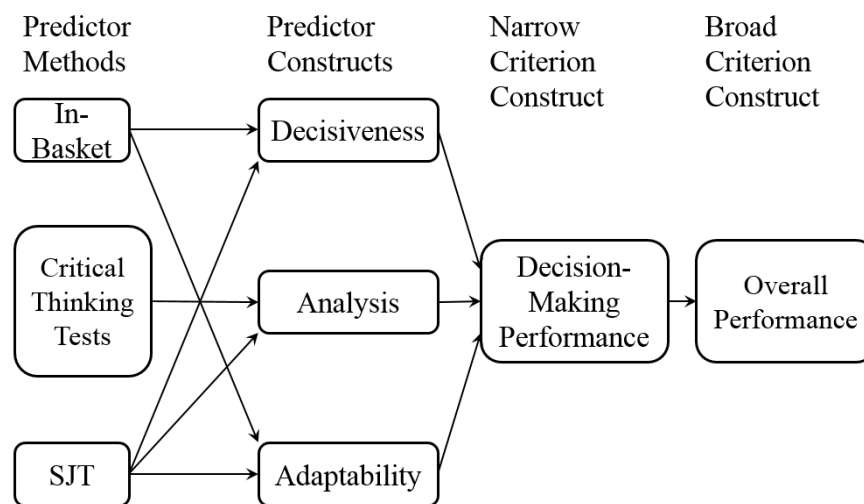 Predictor
Methods
Predictor
Constructs
Narrow
Criterion
Construct
Broad
Criterion
Construct
In-
Basket
Decisiveness
Critical
Thinking
Tests
Analysis
Decision-
Making
Performance
Overall
Performance
SJT
Adaptability